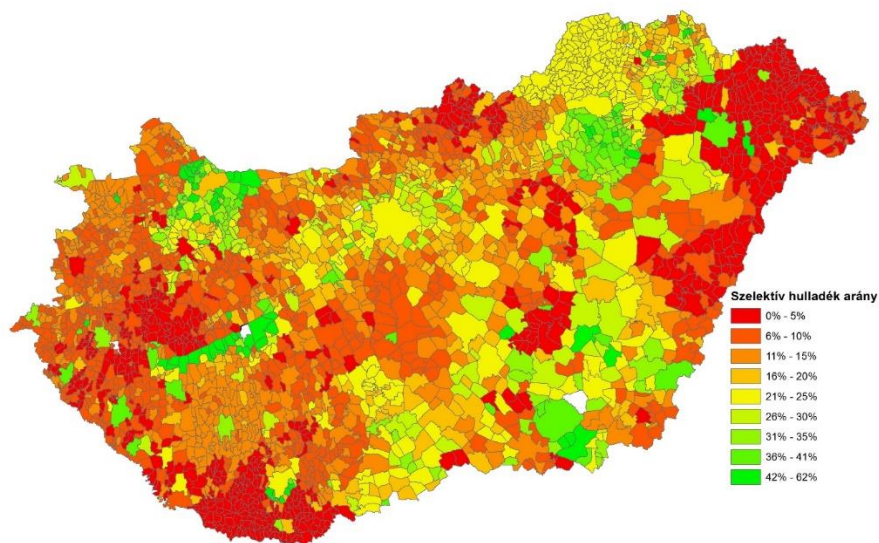 Szelektív hulladék arány
0% - 5%
6% - 10%
11% - 15%
16% - 20%
21% - 25%
26% - 30%
31% - 35%
36% - 41%
42% - 62%